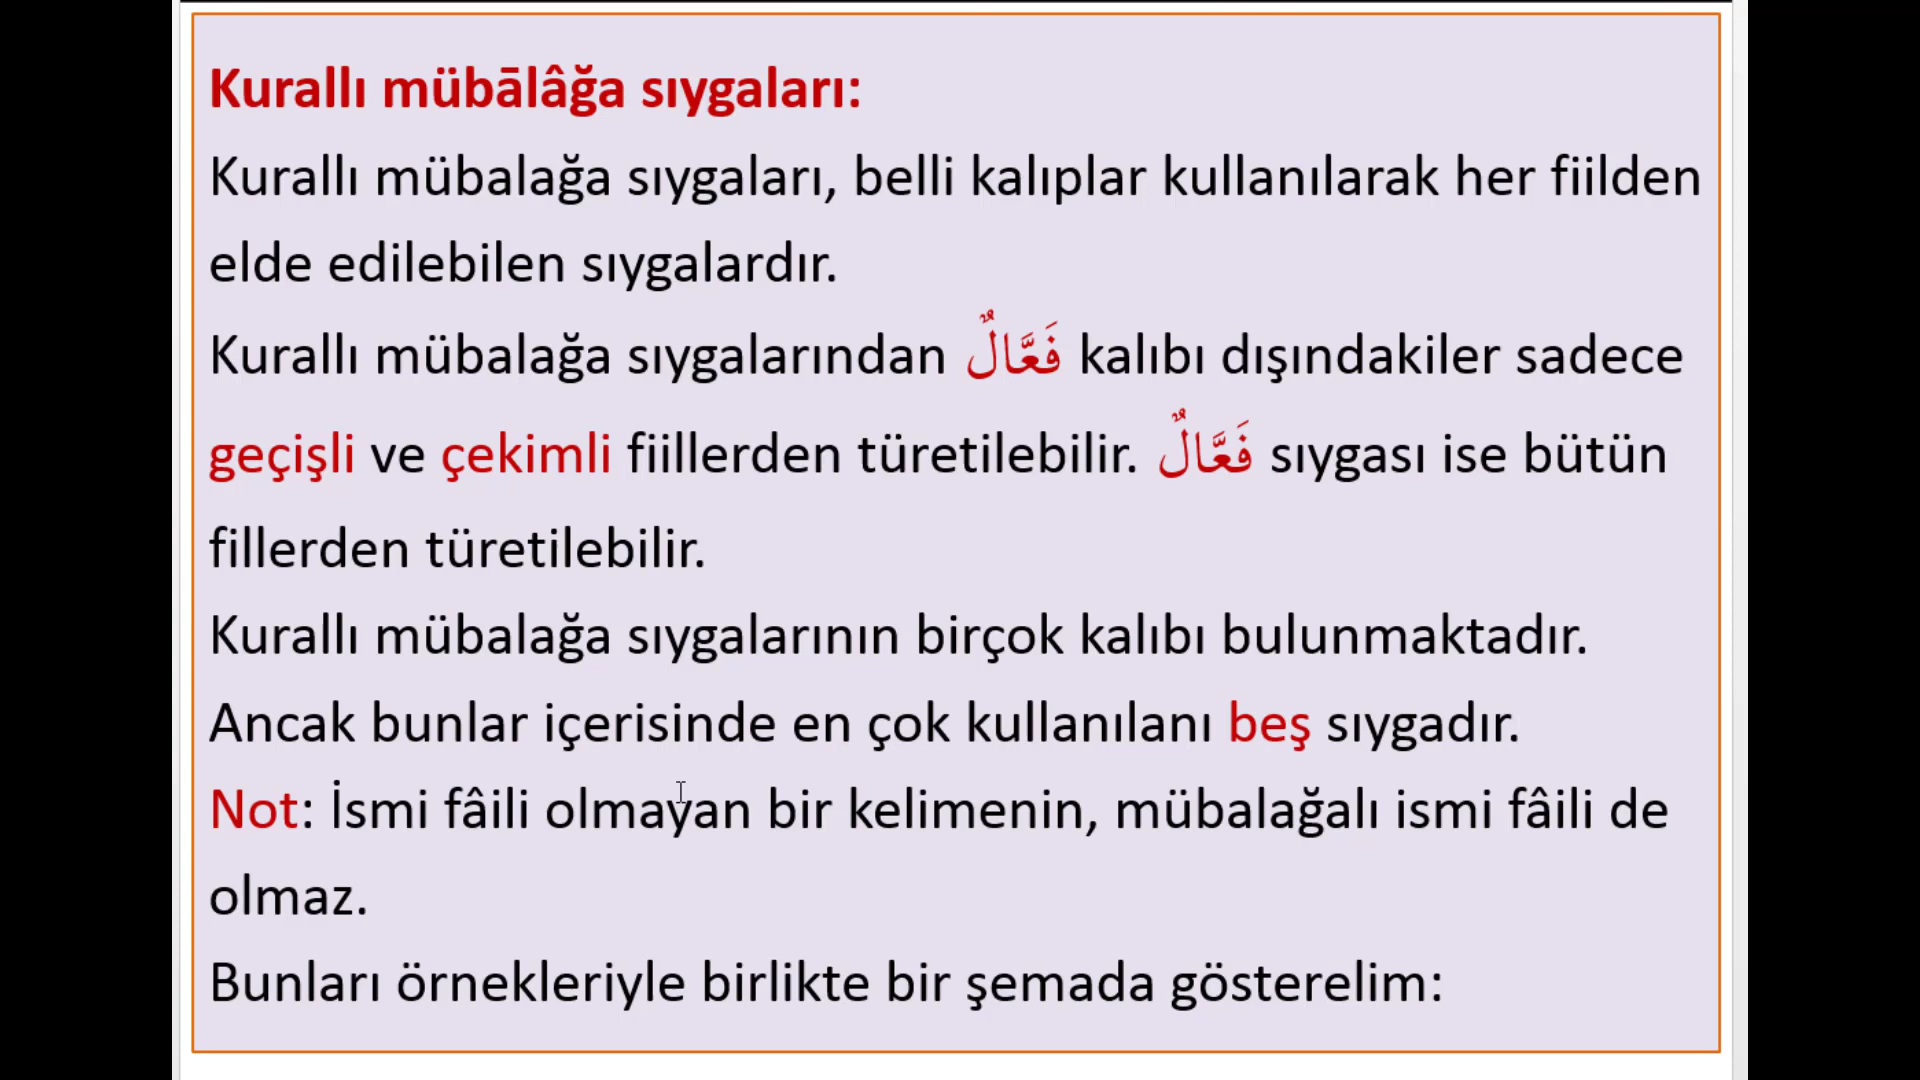 Kurallı mübālâğa sıygaları:
Kurallı mübalağa sıygaları, belli kalıplar kullanılarak her fiilden
elde edilebilen sıygalardır.
Kurallı mübalağa sıygalarından فَعَّالٌ kalıbı dışındakiler sadece
geçişli ve çekimli fiillerden türetilebilir. فَعَّالٌ sıygası ise bütün
fillerden türetilebilir.
Kurallı mübalağa sıygalarının birçok kalıbı bulunmaktadır.
Ancak bunlar içerisinde en çok kullanılanı beş sıygadır.
Not: İsmi fâili olmayan bir kelimenin, mübalağalı ismi fâili de
olmaz.
Bunları örnekleriyle birlikte bir şemada gösterelim: